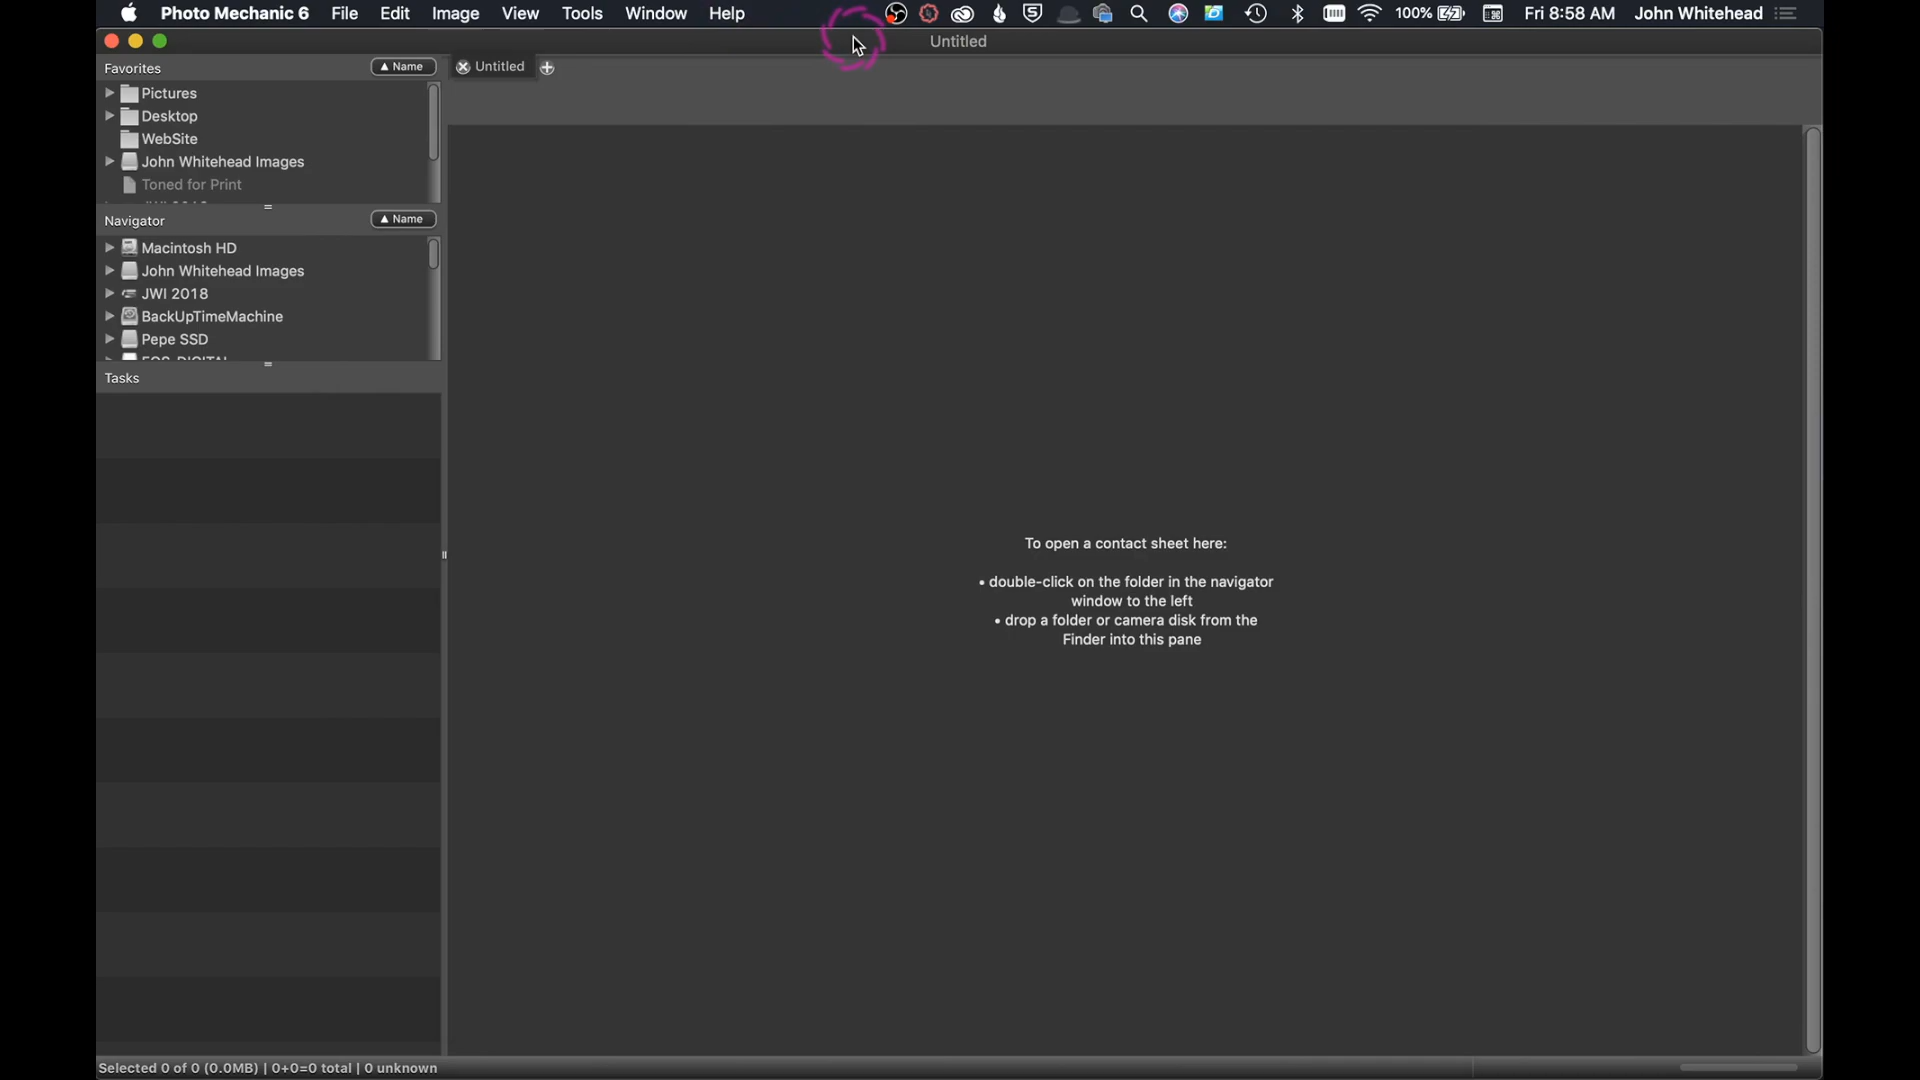 Photo Mechanic 6 File Edit Image View Tools Window Help 100% Fri 8:58 AM John Whitehead
Untitled
Favorites ▲ Name
Untitled
Pictures
Desktop
WebSite
John Whitehead Images
Toned for Print
Navigator ▲ Name
Macintosh HD
John Whitehead Images
JWI 2018
BackUpTimeMachine
Pepe SSD
Tasks
To open a contact sheet here:
• double-click on the folder in the navigator
window to the left
• drop a folder or camera disk from the
Finder into this pane
Selected 0 of 0 (0.0MB) | 0+0=0 total | 0 unknown